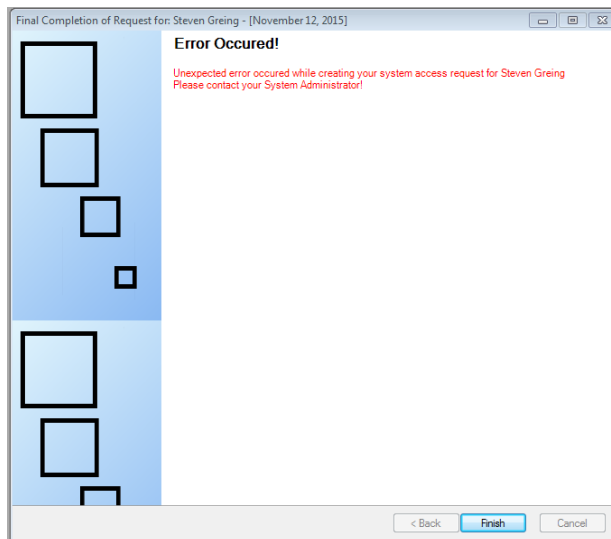 Final Completion of Request for: Steven Greing - [November 12, 2015]
Error Occured!
Unexpected error occured while creating your system access request for Steven Greing
Please contact your System Administrator!
< Back
Finish
Cancel